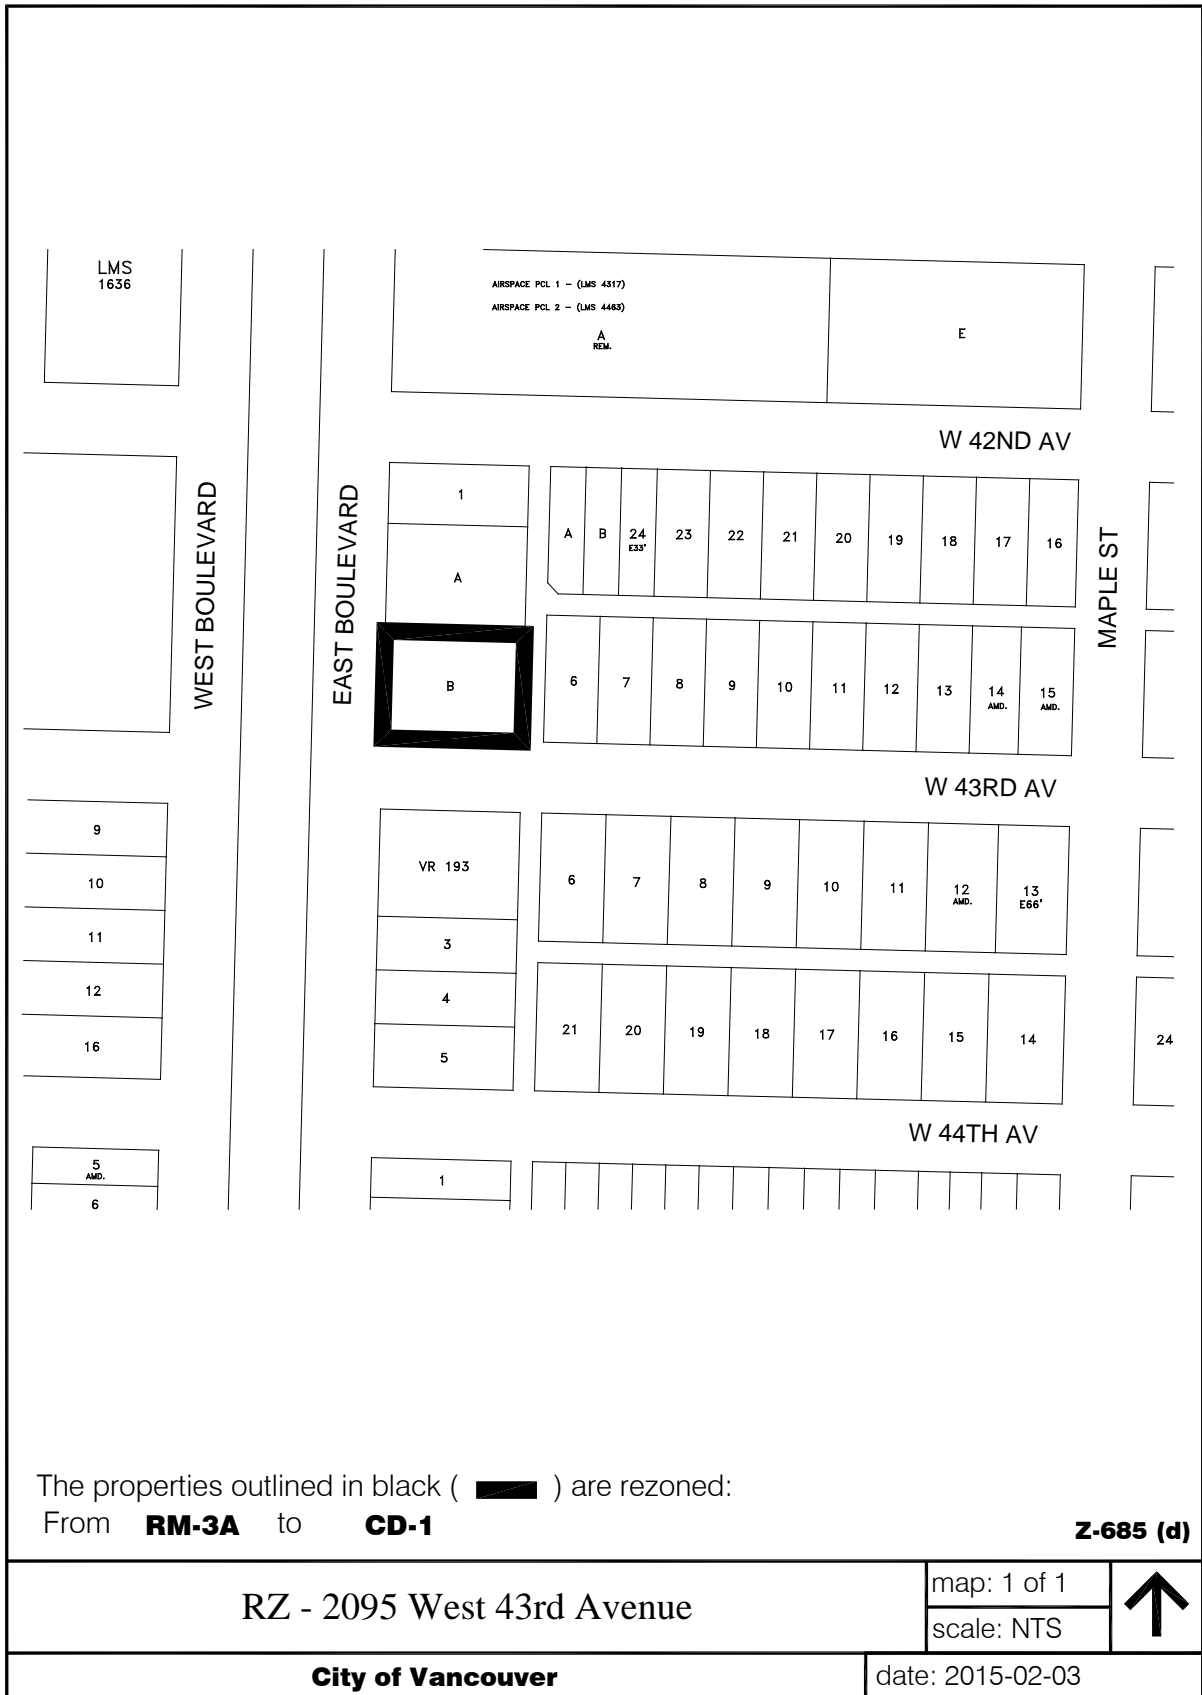 LMS
1636
AIRSPACE PCL 1 - (LMS 4317)
AIRSPACE PCL 2 - (LMS 4463)
A
REM.
E
W 42ND AV
WEST BOULEVARD
EAST BOULEVARD
MAPLE ST
1
A
B
A B 24 23 22 21 20 19 18 17 16
E33'
6 7 8 9 10 11 12 13 14 15
AMD. AMD.
W 43RD AV
9
10
11
12
16
VR 193
3
4
5
6 7 8 9 10 11 12 13
AMD. E66'
21 20 19 18 17 16 15 14 24
W 44TH AV
5
AMD.
6
1
The properties outlined in black ( ) are rezoned:
From RM-3A to CD-1
Z-685 (d)
RZ - 2095 West 43rd Avenue
map: 1 of 1
scale: NTS
City of Vancouver
date: 2015-02-03